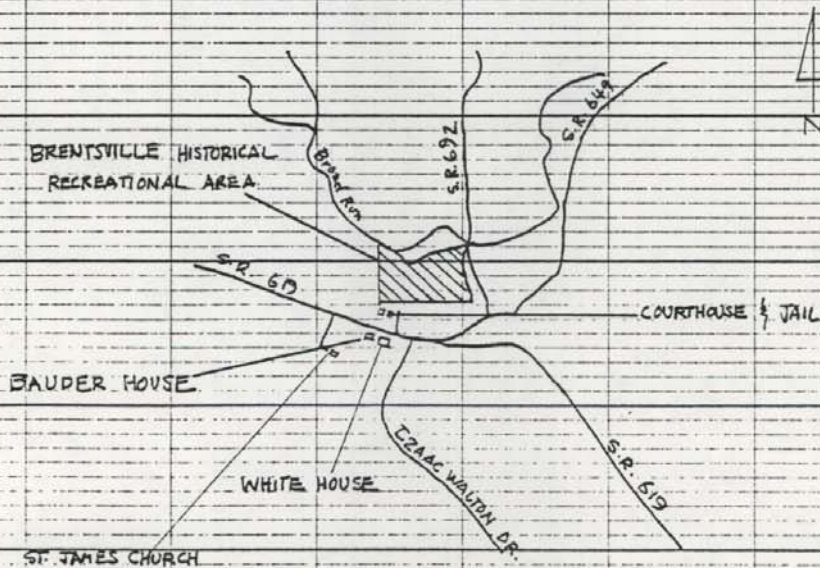 N
BRENTSVILLE HISTORICAL
RECREATIONAL AREA
Broad Run
S.R. 692
S.R. 649
S.R. 619
COURTHOUSE & JAIL
BAUDER HOUSE
WHITE HOUSE
IZAAC WALTON DR.
S.R. 619
ST. JAMES CHURCH